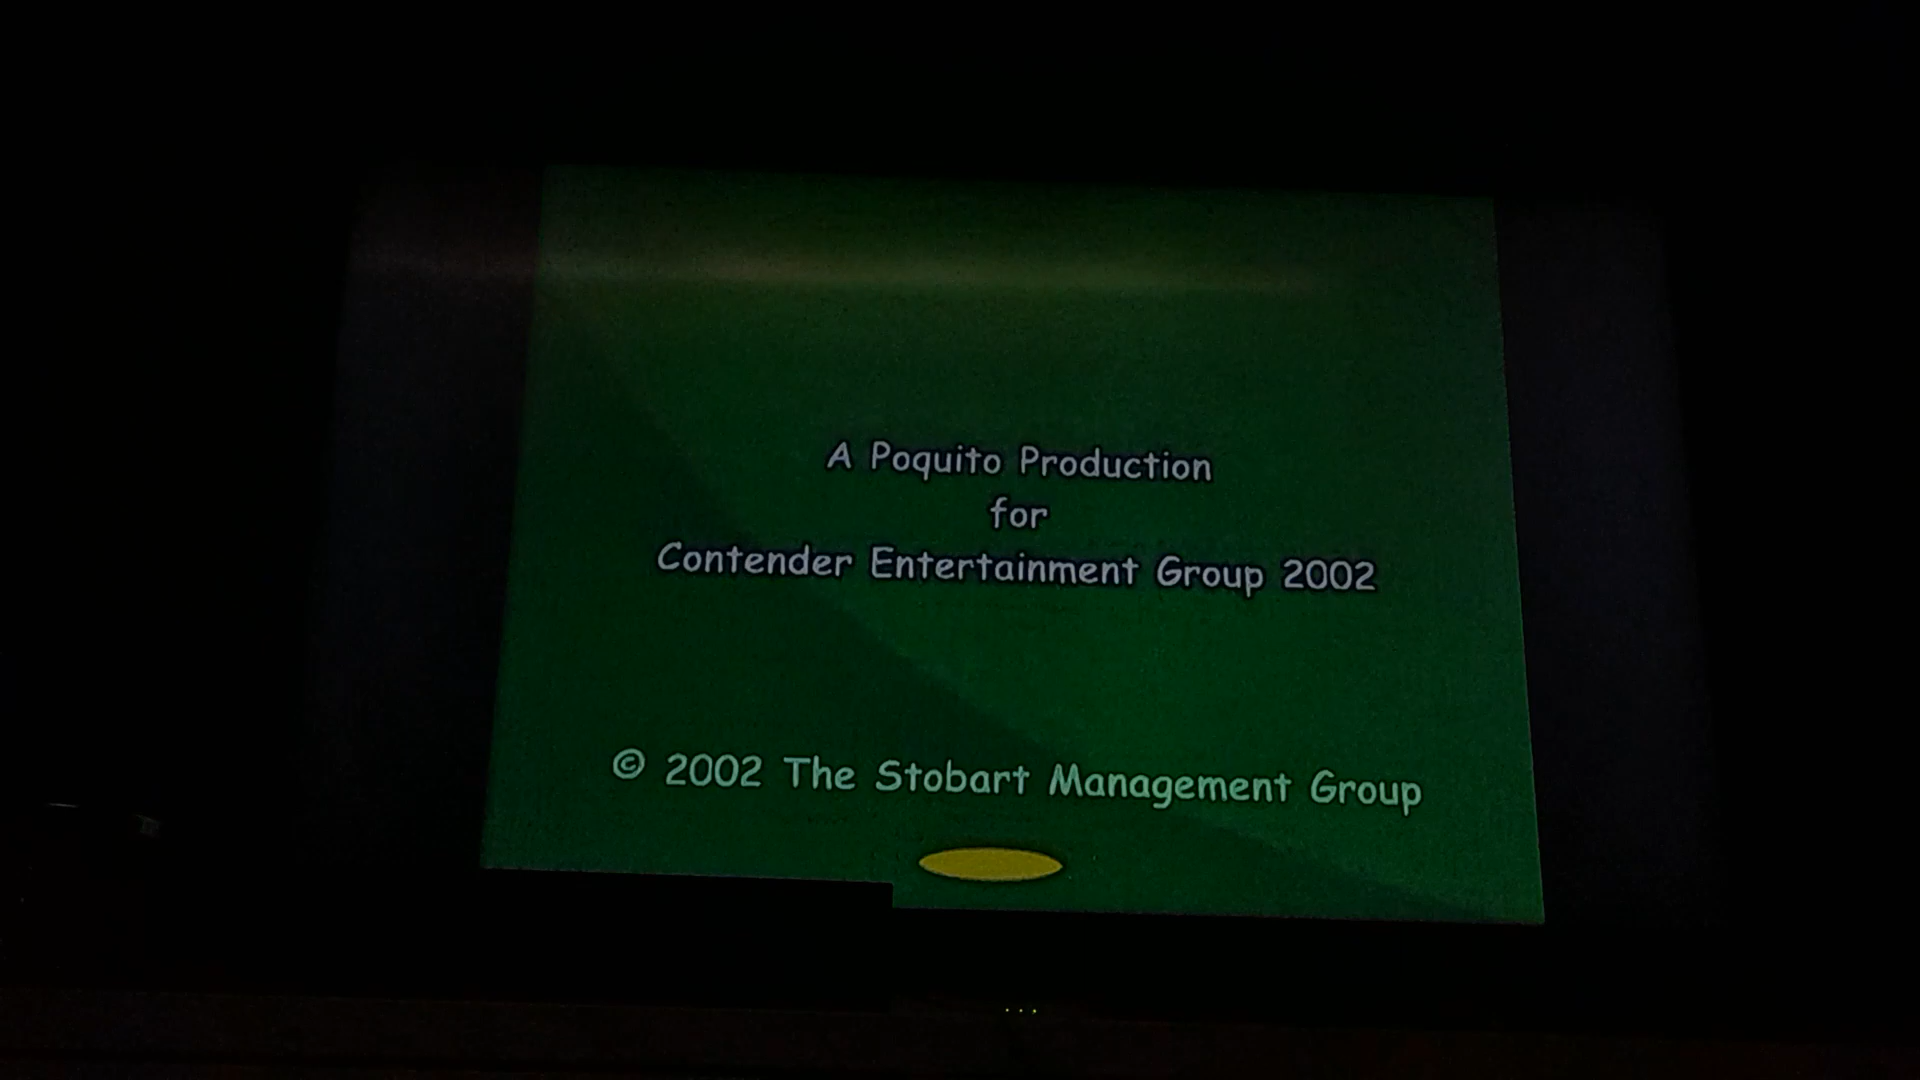 A Poquito Production
for
Contender Entertainment Group 2002
© 2002 The Stobart Management Group